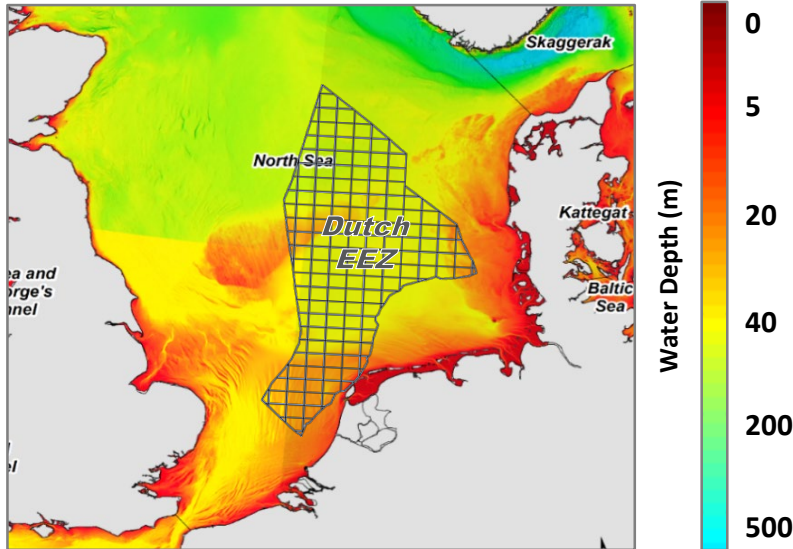 Skaggerak
North Sea
Kattegat
Dutch
EEZ
ea and
orge's
nnel
Baltic
Sea
el
Water Depth (m)
0
5
20
40
200
500